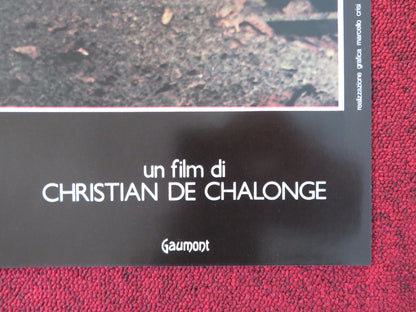 realizzazione grafica marcello crisi
un film di
CHRISTIAN DE CHALONGE
Gaumont